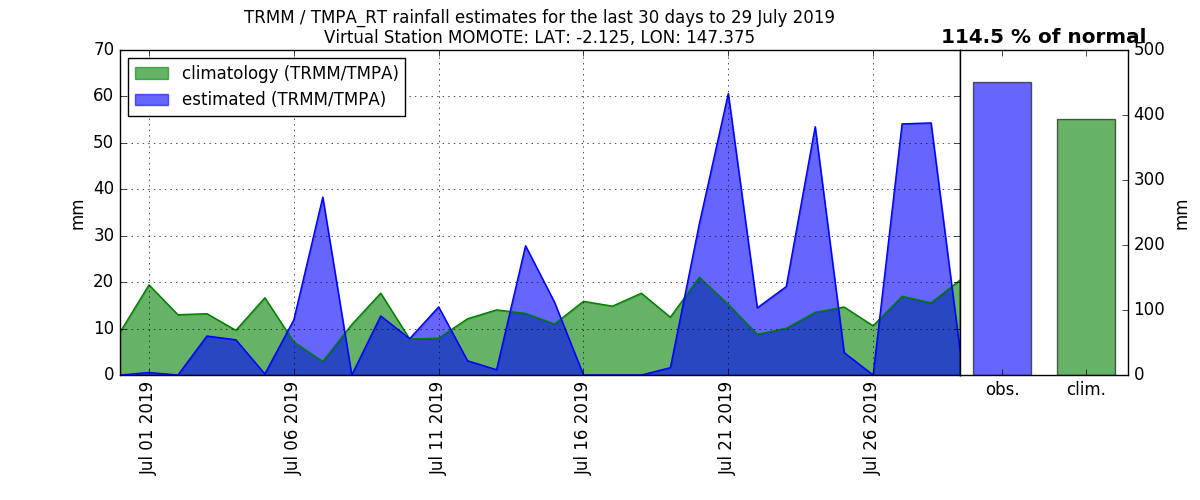 TRMM / TMPA_RT rainfall estimates for the last 30 days to 29 July 2019
Virtual Station MOMOTE: LAT: -2.125, LON: 147.375
114.5 % of normal
climatology (TRMM/TMPA)
estimated (TRMM/TMPA)
mm
70
60
50
40
30
20
10
0
Jul 01 2019
Jul 06 2019
Jul 11 2019
Jul 16 2019
Jul 21 2019
Jul 26 2019
obs.
clim.
500
400
300
200
100
0
mm